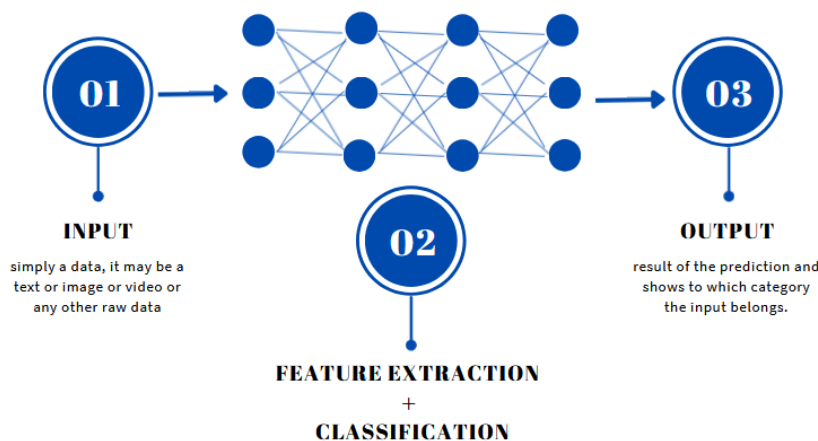 01
INPUT
simply a data, it may be a
text or image or video or
any other raw data
02
FEATURE EXTRACTION
+
CLASSIFICATION
03
OUTPUT
result of the prediction and
shows to which category
the input belongs.